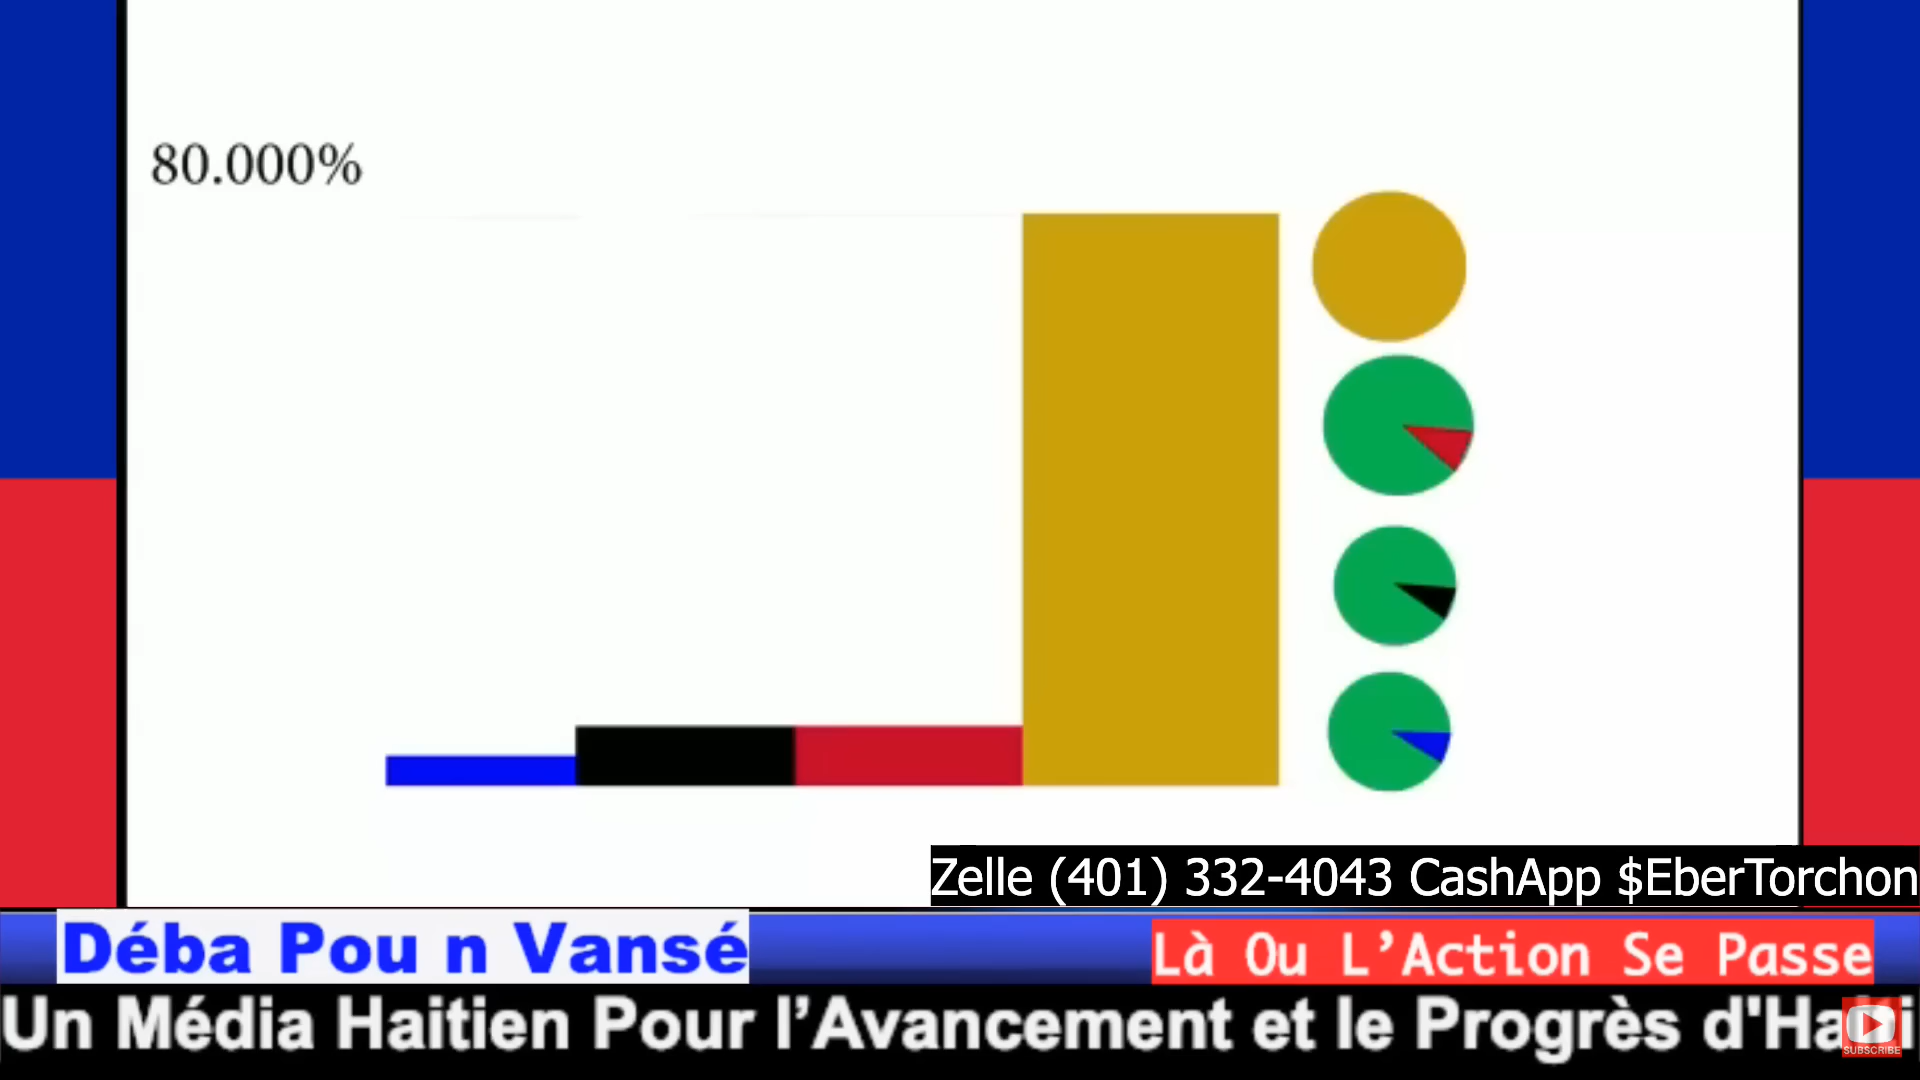 80.000%
Zelle (401) 332-4043 CashApp $EberTorchon
Déba Pou n Vansé
Là Ou L’Action Se Passe
Un Média Haitien Pour l’Avancement et le Progrès d'Haiti
SUBSCRIBE